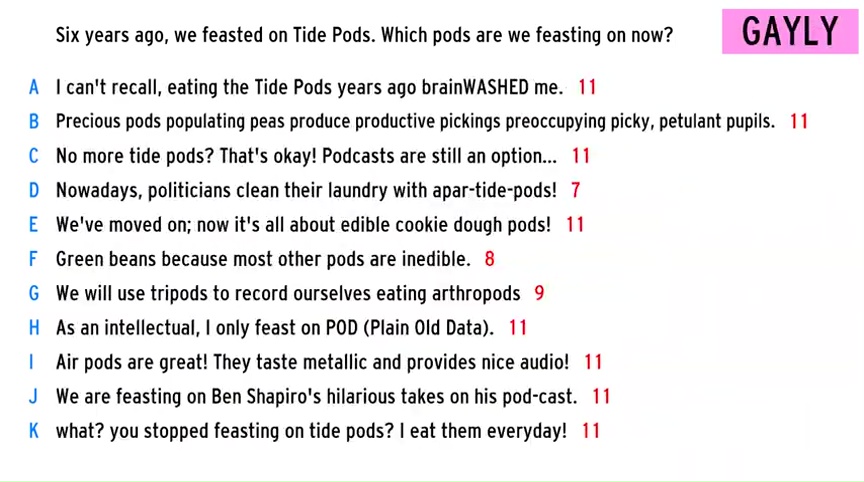 Six years ago, we feasted on Tide Pods. Which pods are we feasting on now?
GAYLY
A I can't recall, eating the Tide Pods years ago brainWASHED me. 11
B Precious pods populating peas produce productive pickings preoccupying picky, petulant pupils. 11
C No more tide pods? That's okay! Podcasts are still an option... 11
D Nowadays, politicians clean their laundry with apar-tide-pods! 7
E We've moved on; now it's all about edible cookie dough pods! 11
F Green beans because most other pods are inedible. 8
G We will use tripods to record ourselves eating arthropods 9
H As an intellectual, I only feast on POD (Plain Old Data). 11
I Air pods are great! They taste metallic and provides nice audio! 11
J We are feasting on Ben Shapiro's hilarious takes on his pod-cast. 11
K what? you stopped feasting on tide pods? I eat them everyday! 11